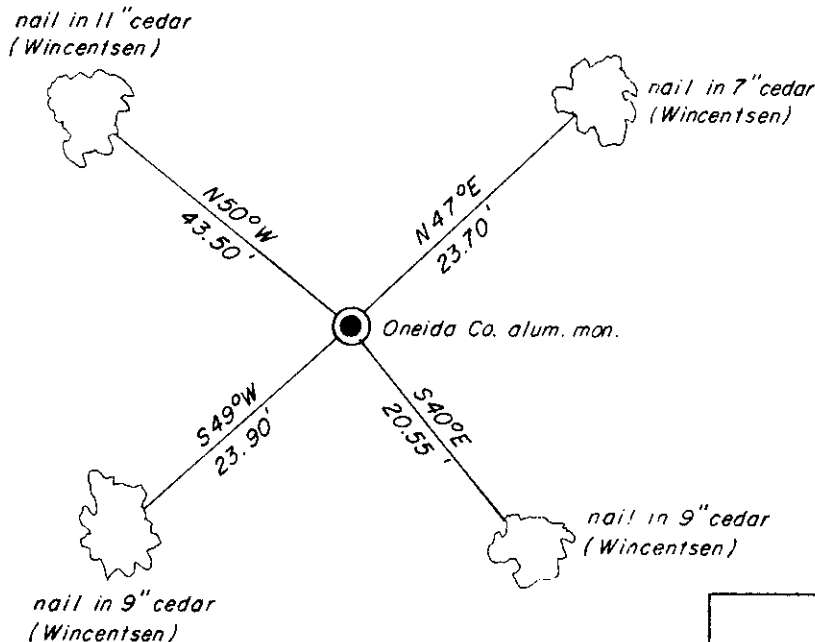 nail in 11" cedar
(Wincentsen)
nail in 7" cedar
(Wincentsen)
N50°W
43.50'
N47°E
23.70'
Oneida Co. alum. mon.
S49°W
23.90'
S40°E
20.55'
nail in 9" cedar
(Wincentsen)
nail in 9" cedar
(Wincentsen)